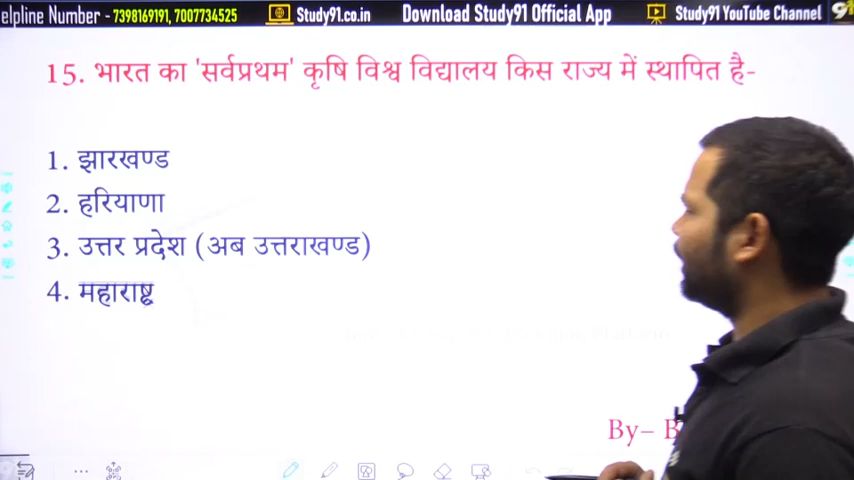 elpline Number - 7398169191, 7007734525 Study91.co.in Download Study91 Official App Study91 YouTube Channel 91
15. भारत का 'सर्वप्रथम' कृषि विश्व विद्यालय किस राज्य में स्थापित है-
1. झारखण्ड
2. हरियाणा
3. उत्तर प्रदेश (अब उत्तराखण्ड)
4. महाराष्ट्र
By– B